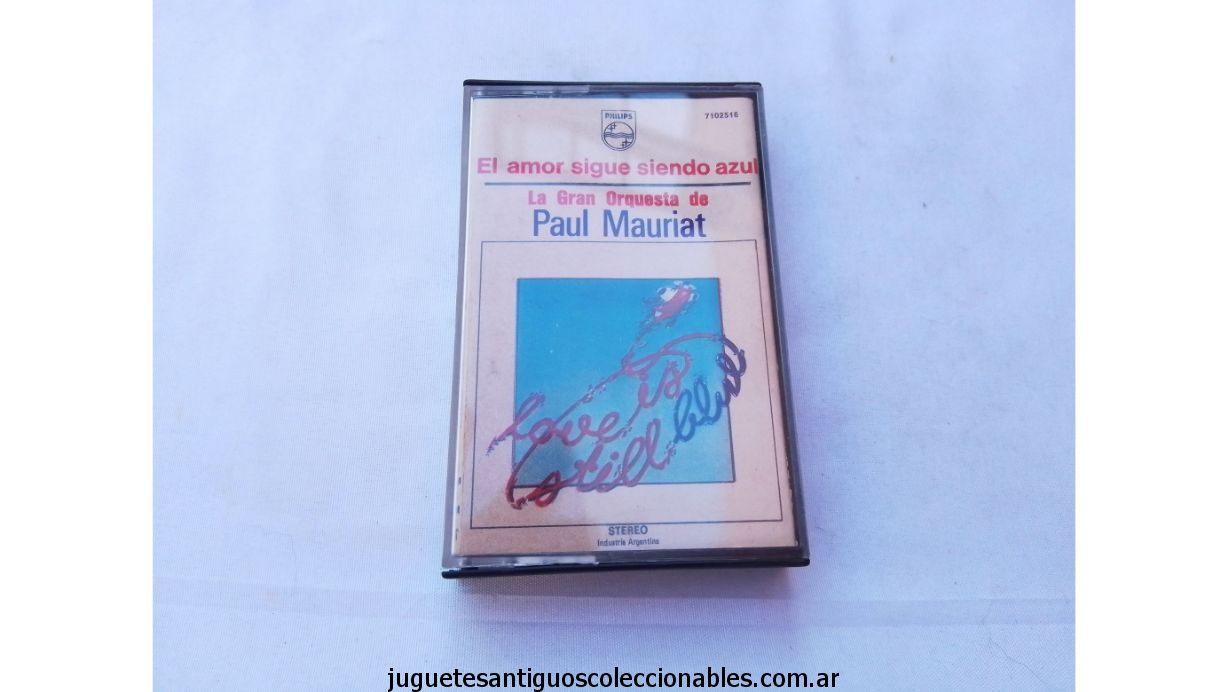 PHILIPS
7102516
El amor sigue siendo azul
La Gran Orquesta de
Paul Mauriat
Love is
still blue
STEREO
Industria Argentina
juguetesantiguoscoleccionables.com.ar